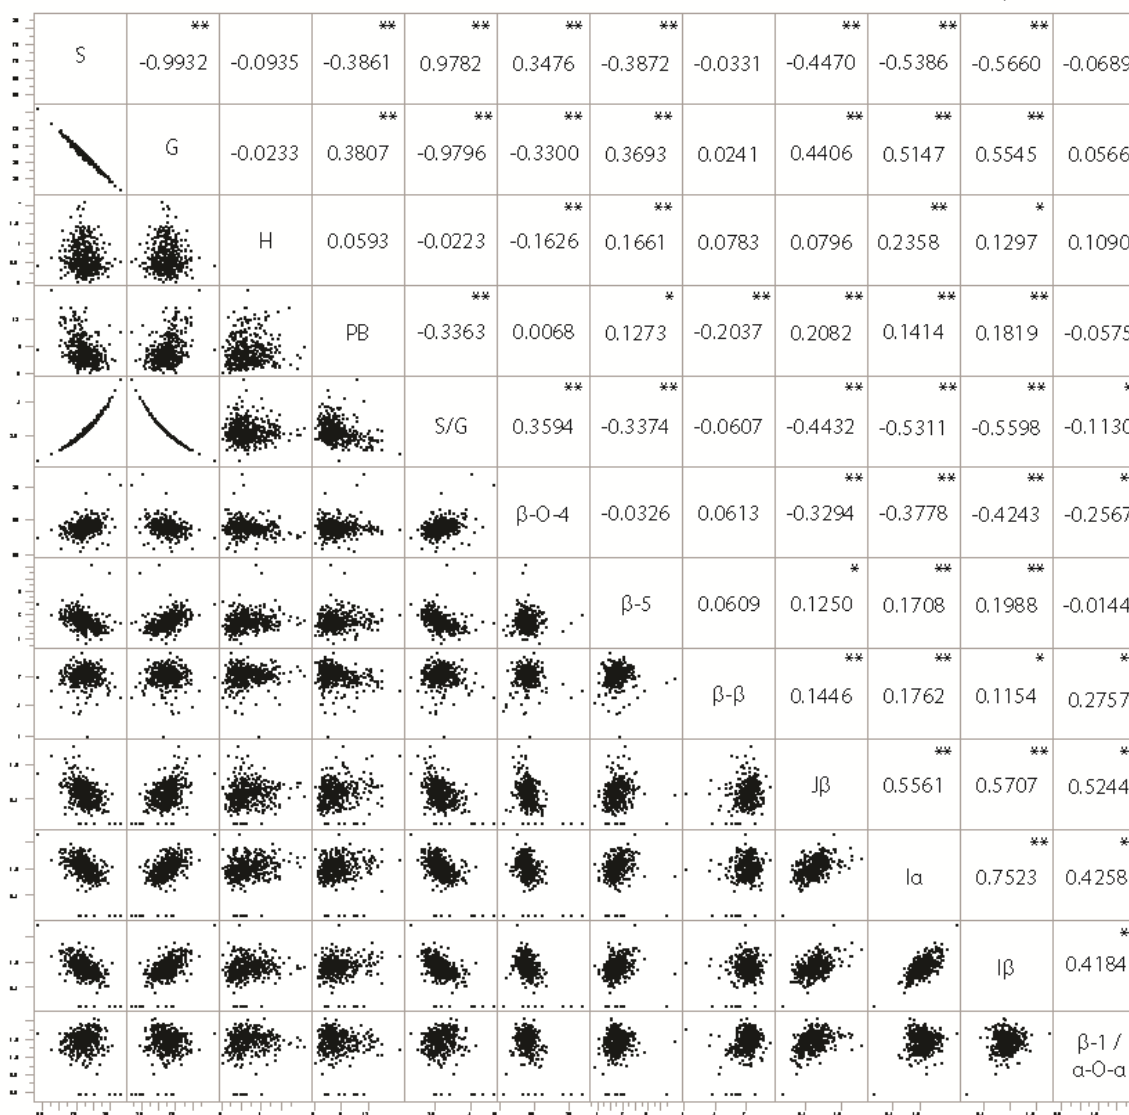 ** ** ** ** ** ** ** **
S -0.9932 -0.0935 -0.3861 0.9782 0.3476 -0.3872 -0.0331 -0.4470 -0.5386 -0.5660 -0.0689
** ** ** ** ** ** **
G -0.0233 0.3807 -0.9796 -0.3300 0.3693 0.0241 0.4406 0.5147 0.5545 0.0566
** ** ** *
H 0.0593 -0.0223 -0.1626 0.1661 0.0783 0.0796 0.2358 0.1297 0.1090
** * ** ** ** **
PB -0.3363 0.0068 0.1273 -0.2037 0.2082 0.1414 0.1819 -0.0575
** ** ** ** ** *
S/G 0.3594 -0.3374 -0.0607 -0.4432 -0.5311 -0.5598 -0.1130
** ** ** *
β-O-4 -0.0326 0.0613 -0.3294 -0.3778 -0.4243 -0.2567
* ** **
β-5 0.0609 0.1250 0.1708 0.1988 -0.0144
** ** * *
β-β 0.1446 0.1762 0.1154 0.2757
** ** *
Jβ 0.5561 0.5707 0.5244
** *
Iα 0.7523 0.4258
*
Iβ 0.4184
β-1 /
α-O-α